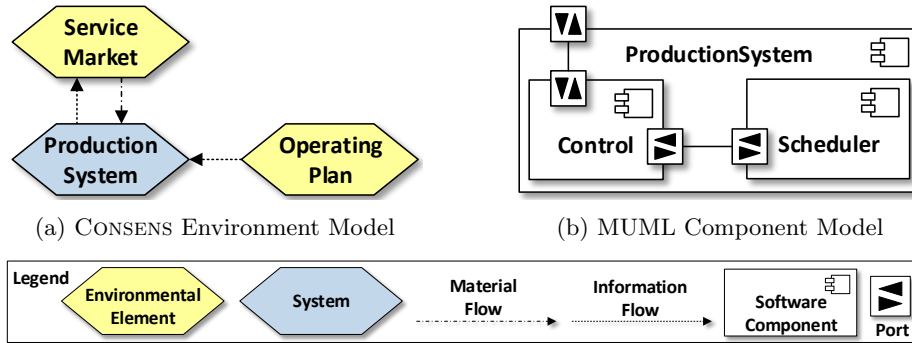 Service
Market
Production
System
Operating
Plan
(a) CONSENS Environment Model
ProductionSystem
Control
Scheduler
(b) MUML Component Model
Legend
Environmental
Element
System
Material
Flow
Information
Flow
Software
Component
Port